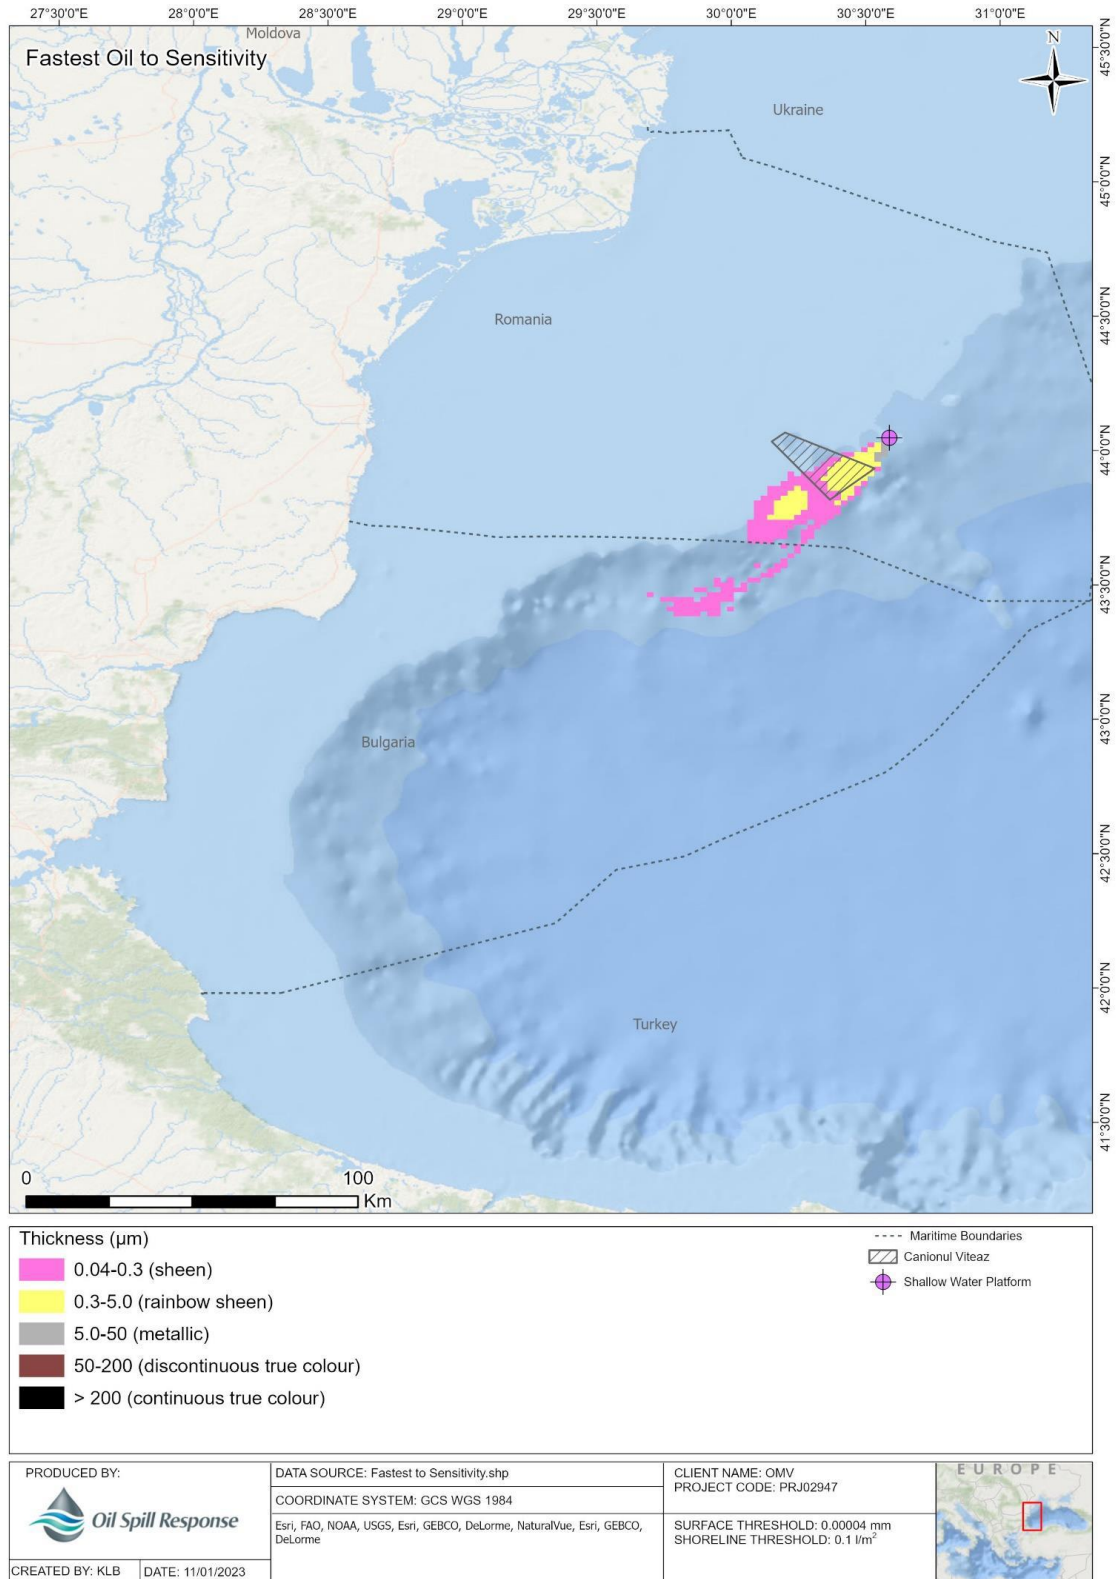 27°30'0"E 28°0'0"E 28°30'0"E 29°0'0"E 29°30'0"E 30°0'0"E 30°30'0"E 31°0'0"E
Moldova
Fastest Oil to Sensitivity
N
45°30'0"N
Ukraine
45°0'0"N
Romania
44°30'0"N
44°0'0"N
43°30'0"N
Bulgaria
43°0'0"N
42°30'0"N
42°0'0"N
Turkey
41°30'0"N
0 100
Km
Thickness (µm)
0.04-0.3 (sheen)
0.3-5.0 (rainbow sheen)
5.0-50 (metallic)
50-200 (discontinuous true colour)
> 200 (continuous true colour)
Maritime Boundaries
Canionul Viteaz
Shallow Water Platform
PRODUCED BY:
Oil Spill Response
CREATED BY: KLB DATE: 11/01/2023
DATA SOURCE: Fastest to Sensitivity.shp
COORDINATE SYSTEM: GCS WGS 1984
Esri, FAO, NOAA, USGS, Esri, GEBCO, DeLorme, NaturalVue, Esri, GEBCO,
DeLorme
CLIENT NAME: OMV
PROJECT CODE: PRJ02947
SURFACE THRESHOLD: 0.00004 mm
SHORELINE THRESHOLD: 0.1 l/m²
EUROPE